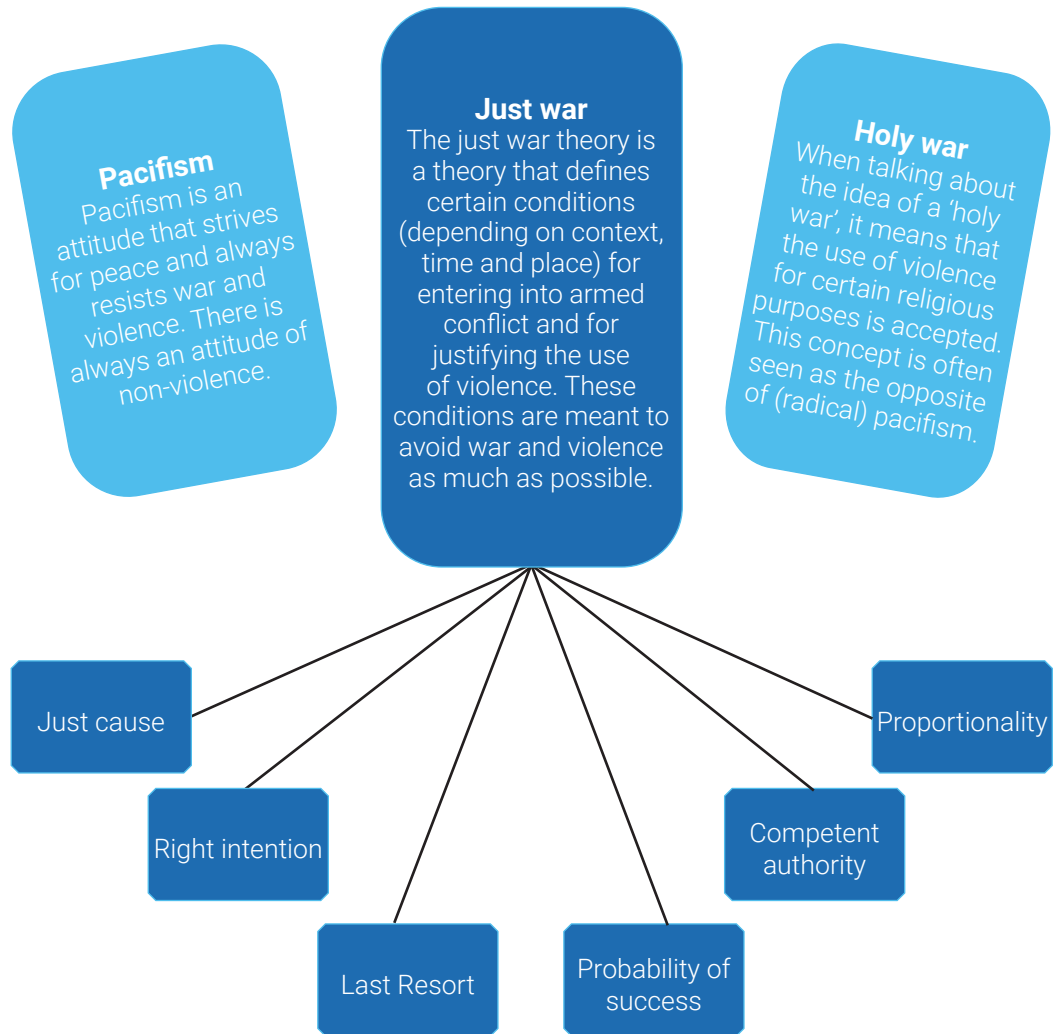 Pacifism
Pacifism is an
attitude that strives
for peace and always
resists war and
violence. There is
always an attitude of
non-violence.
Just war
The just war theory is
a theory that defines
certain conditions
(depending on context,
time and place) for
entering into armed
conflict and for
justifying the use
of violence. These
conditions are meant to
avoid war and violence
as much as possible.
Holy war
When talking about
the idea of a ‘holy
war’, it means that
the use of violence
for certain religious
purposes is accepted.
This concept is often
seen as the opposite
of (radical) pacifism.
Just cause
Right intention
Last Resort
Probability of
success
Competent
authority
Proportionality